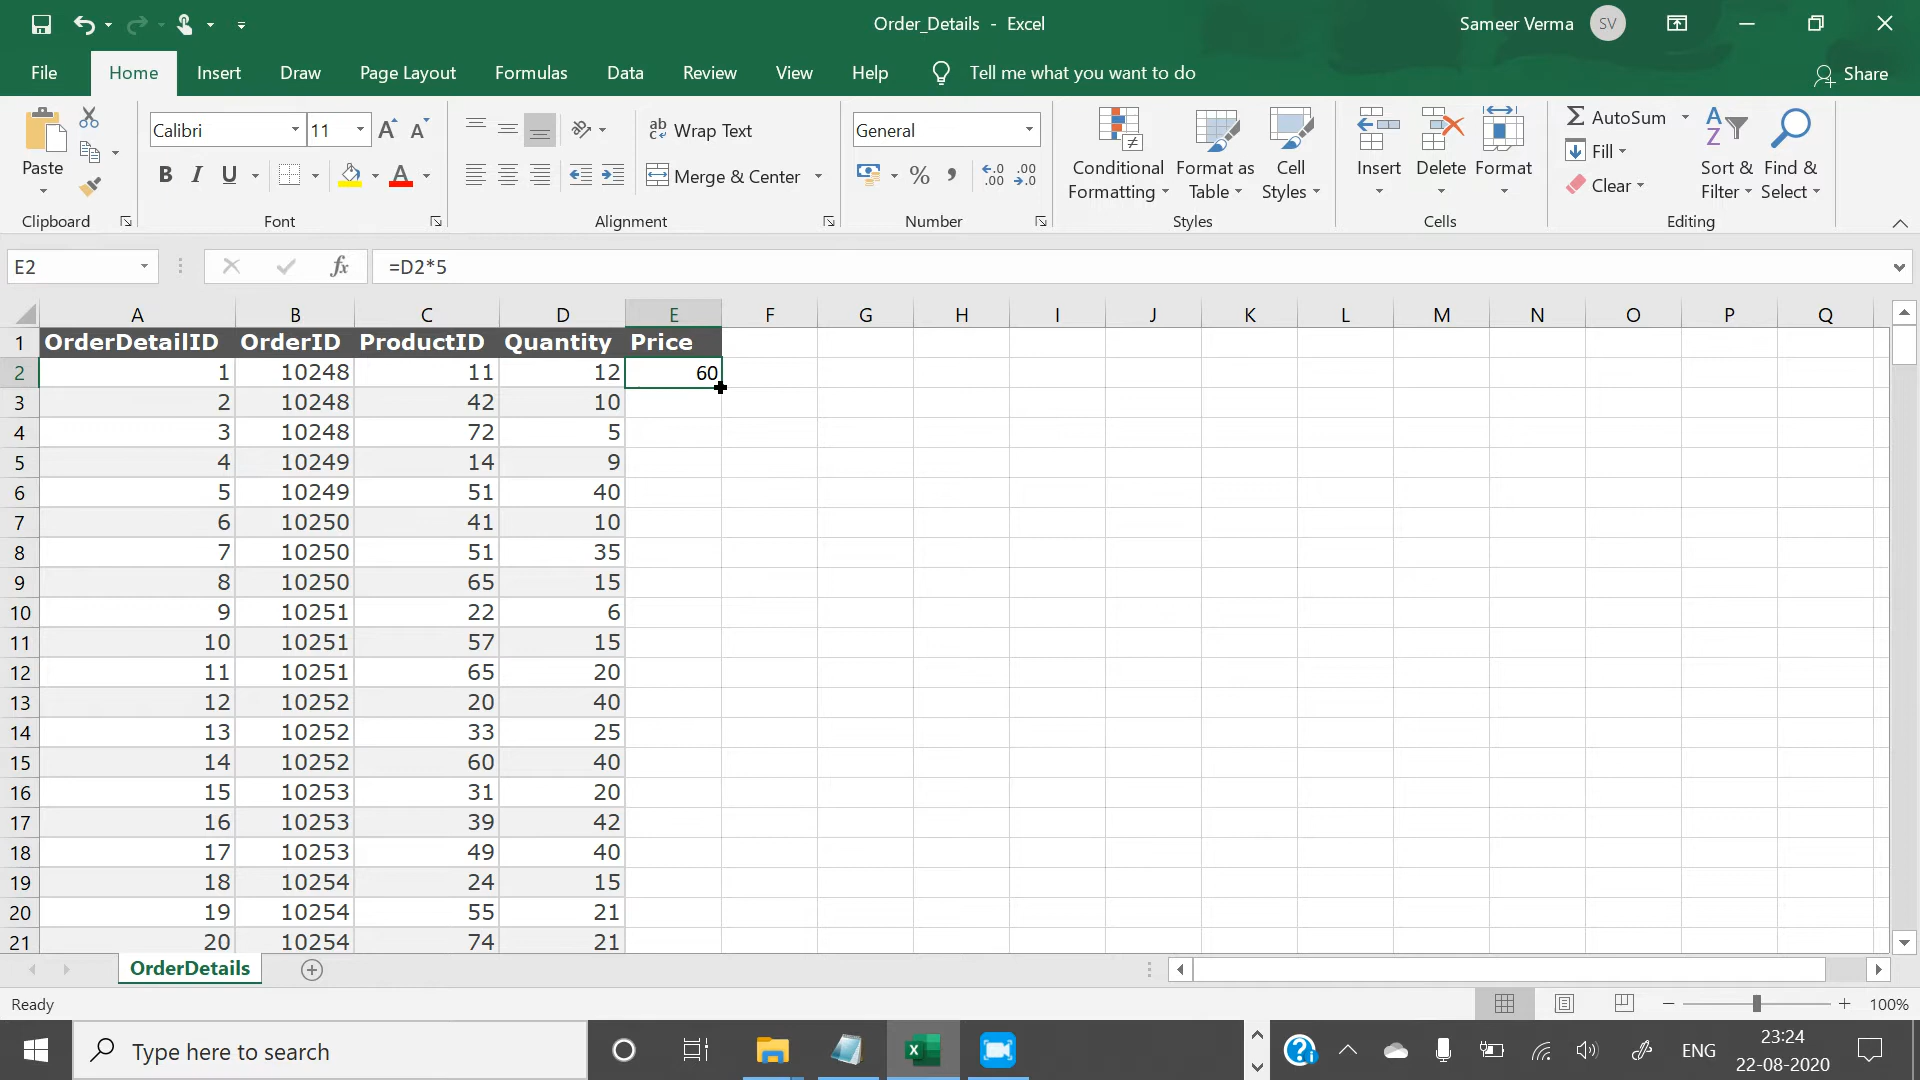 Order_Details - Excel
Sameer Verma SV
File Home Insert Draw Page Layout Formulas Data Review View Help Tell me what you want to do Share
Paste
Clipboard
Calibri 11
B I U
Font
Wrap Text
Merge & Center
Alignment
General
Number
Conditional Formatting
Format as Table
Cell Styles
Styles
Insert Delete Format
Cells
AutoSum
Fill
Clear
Sort & Filter
Find & Select
Editing
E2 fx =D2*5
A B C D E F G H I J K L M N O P Q
1 OrderDetailID OrderID ProductID Quantity Price
2 1 10248 11 12 60
3 2 10248 42 10
4 3 10248 72 5
5 4 10249 14 9
6 5 10249 51 40
7 6 10250 41 10
8 7 10250 51 35
9 8 10250 65 15
10 9 10251 22 6
11 10 10251 57 15
12 11 10251 65 20
13 12 10252 20 40
14 13 10252 33 25
15 14 10252 60 40
16 15 10253 31 20
17 16 10253 39 42
18 17 10253 49 40
19 18 10254 24 15
20 19 10254 55 21
21 20 10254 74 21
OrderDetails
Ready 100%
Type here to search
ENG
23:24
22-08-2020